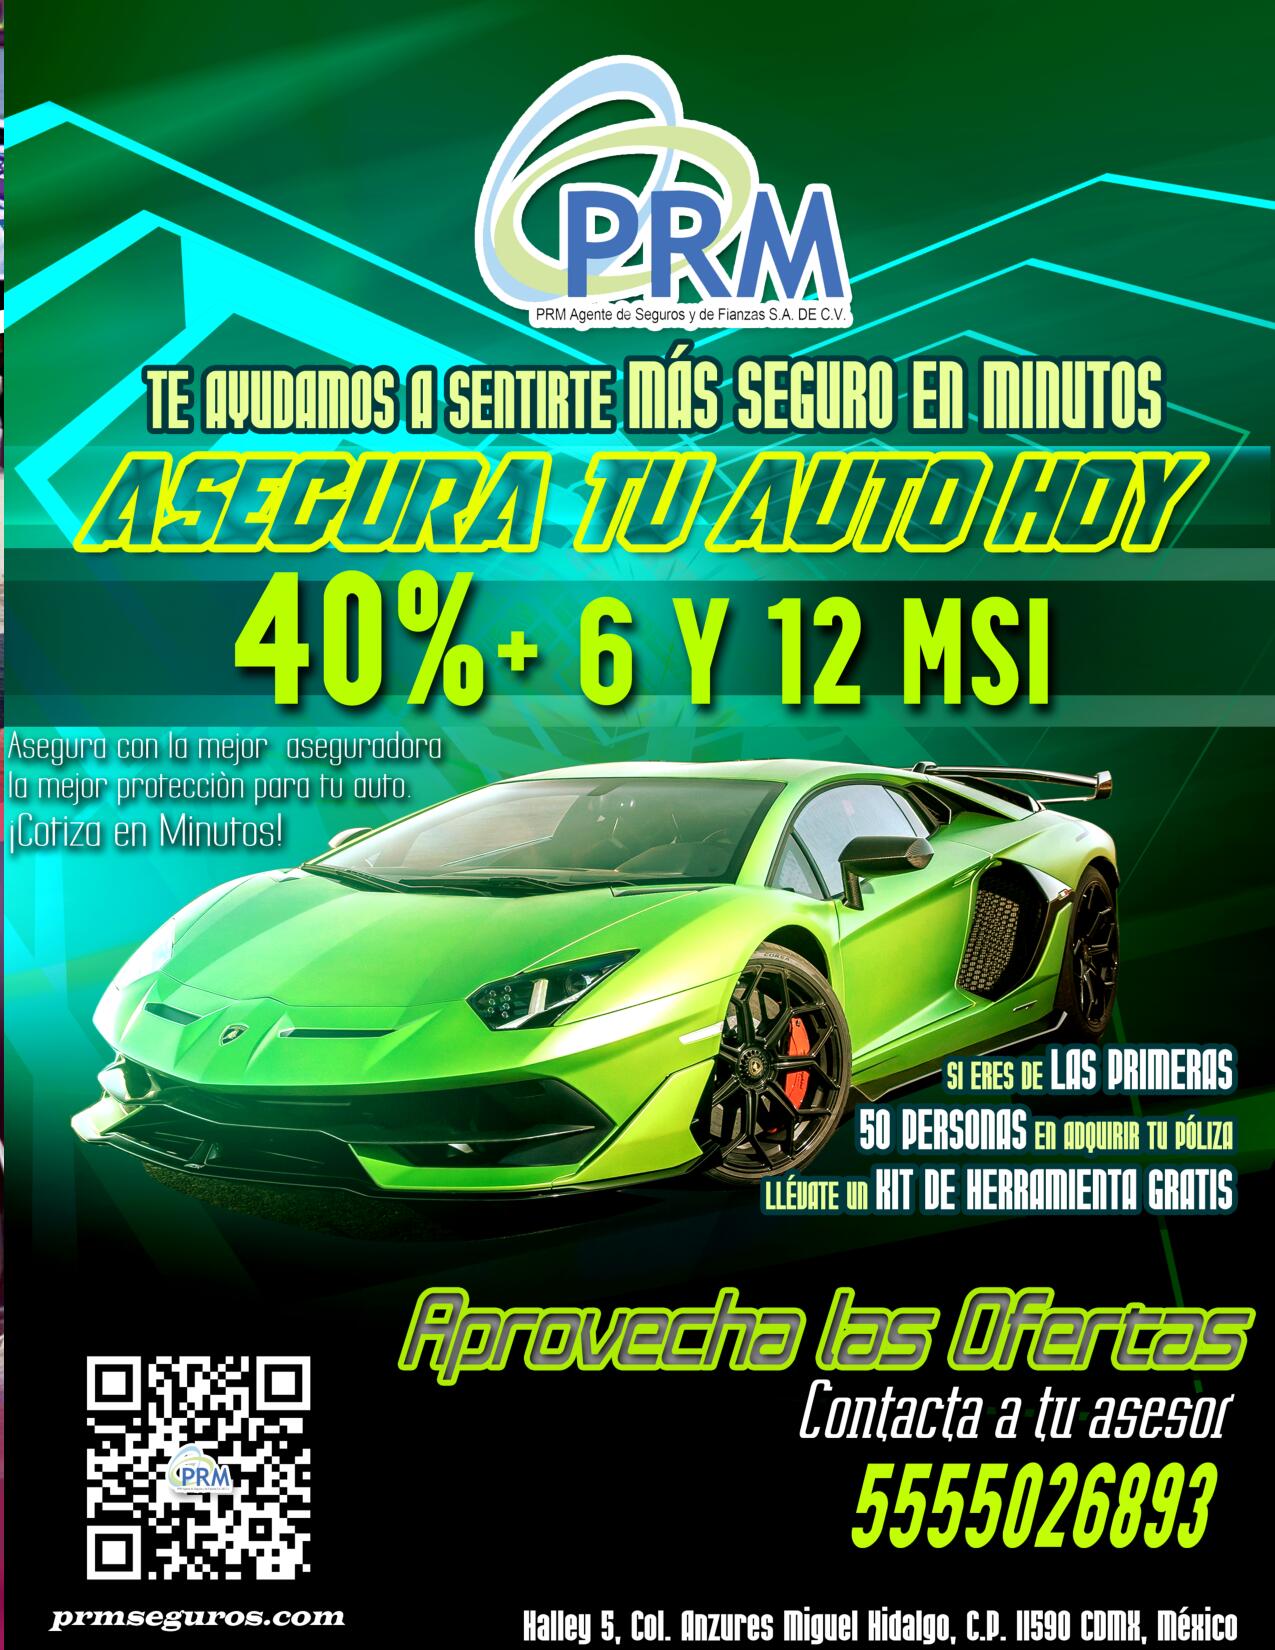 PRM
PRM Agente de Seguros y de Fianzas S.A. DE C.V.
TE AYUDAMOS A SENTIRTE MÁS SEGURO EN MINUTOS
ASEGURA TU AUTO HOY
40% + 6 Y 12 MSI
Asegura con la mejor aseguradora
la mejor protecciòn para tu auto.
¡Cotiza en Minutos!
SI ERES DE LAS PRIMERAS
50 PERSONAS EN ADQUIRIR TU PÓLIZA
LLÉVATE UN KIT DE HERRAMIENTA GRATIS
Aprovecha las Ofertas
Contacta a tu asesor
5555026893
PRM
prmseguros.com
Halley 5, Col. Anzures Miguel Hidalgo, C.P. 11590 CDMX, México